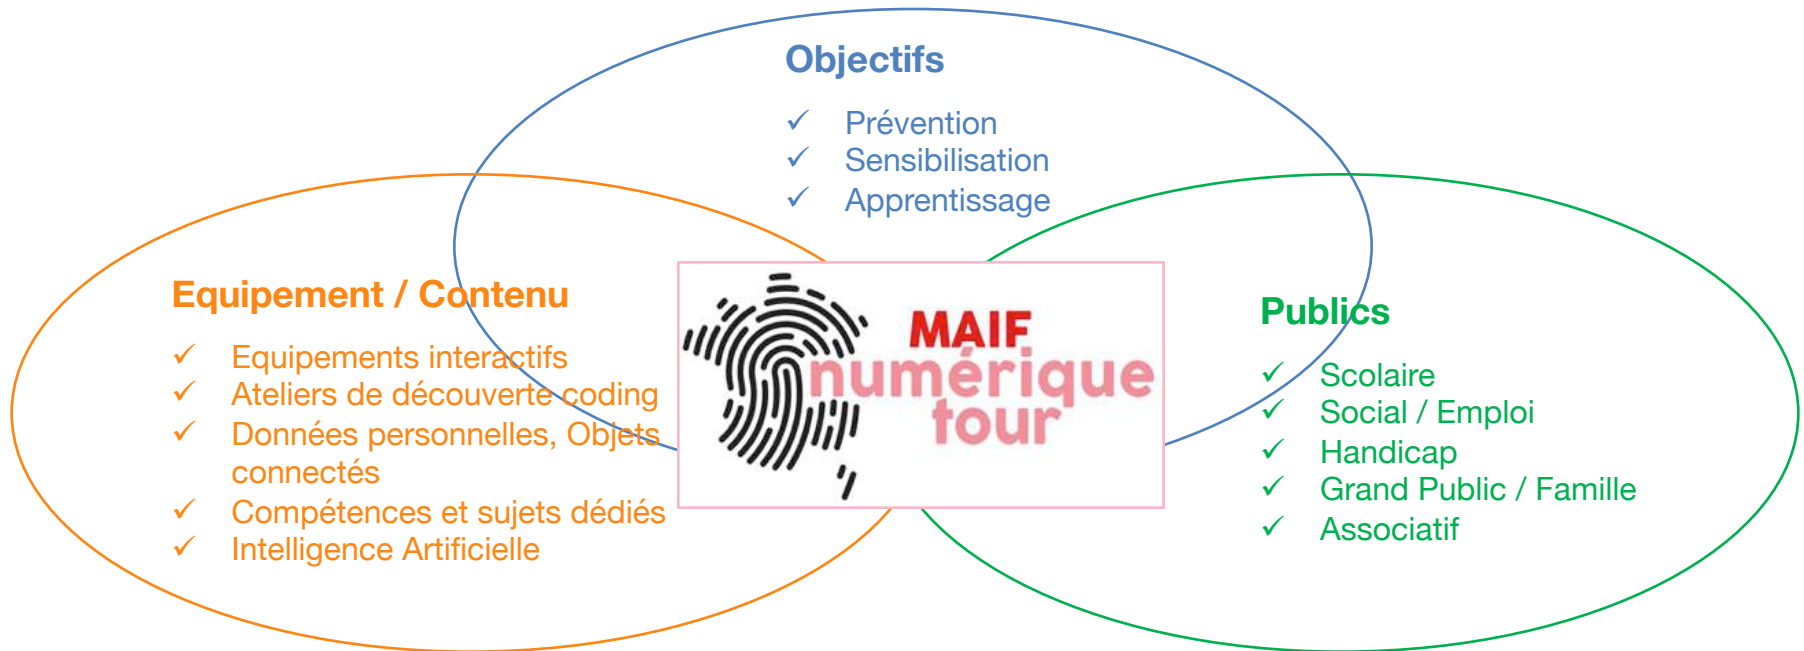 Objectifs
Prévention
Sensibilisation
Apprentissage
Equipement / Contenu
Equipements interactifs
Ateliers de découverte coding
Données personnelles, Objets
connectés
Compétences et sujets dédiés
Intelligence Artificielle
MAIF
numérique
tour
Publics
Scolaire
Social / Emploi
Handicap
Grand Public / Famille
Associatif